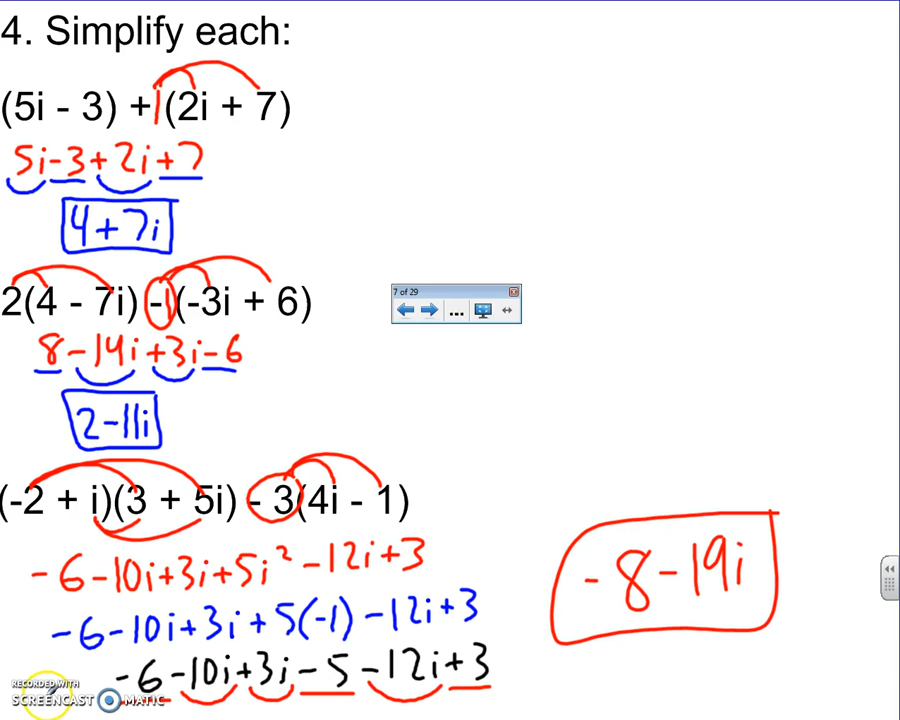 4. Simplify each:
(5i - 3) +1(2i + 7)
5i-3+2i+7
4+7i
2(4 - 7i) -1(-3i + 6)
7 of 29
8-14i+3i-6
2-11i
(-2 + i)(3 + 5i) - 3(4i - 1)
-6-10i+3i+5i²-12i+3
-8-19i
-6-10i+3i+5(-1)-12i+3
-6-10i+3i-5-12i+3
RECORDED WITH
SCREENCAST MATIC